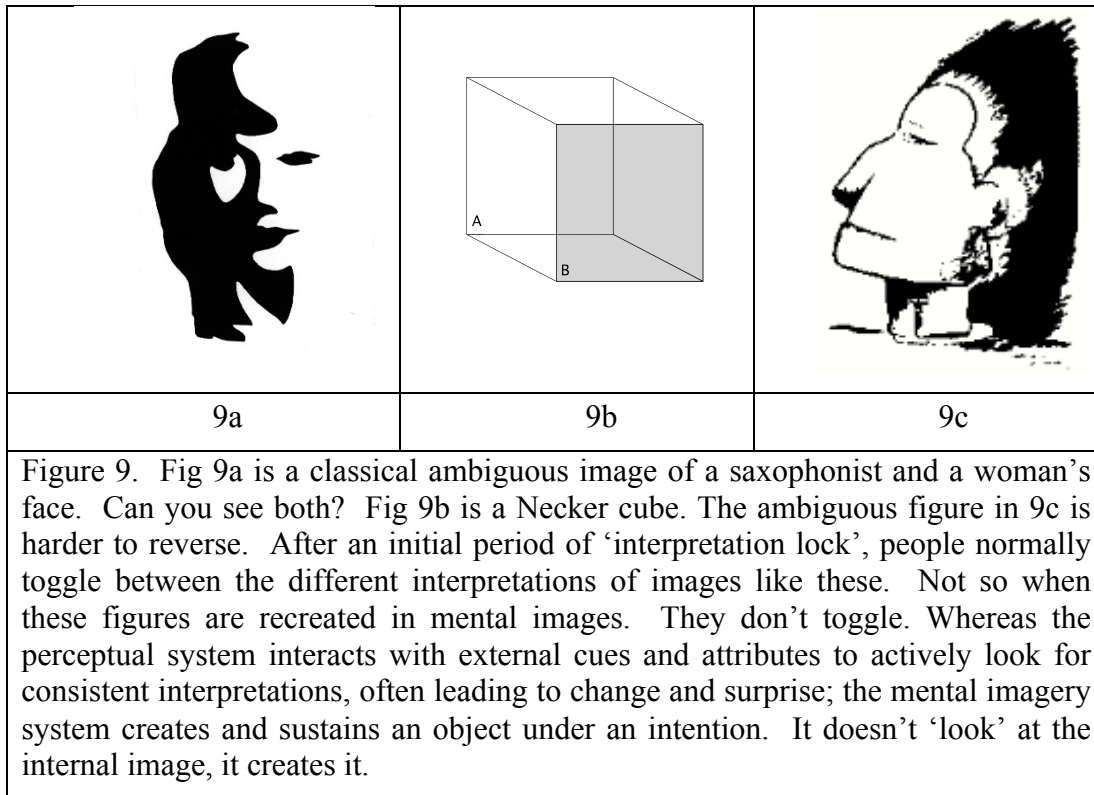 A
B
9a 9b 9c
Figure 9. Fig 9a is a classical ambiguous image of a saxophonist and a woman’s
face. Can you see both? Fig 9b is a Necker cube. The ambiguous figure in 9c is
harder to reverse. After an initial period of ‘interpretation lock’, people normally
toggle between the different interpretations of images like these. Not so when
these figures are recreated in mental images. They don’t toggle. Whereas the
perceptual system interacts with external cues and attributes to actively look for
consistent interpretations, often leading to change and surprise; the mental imagery
system creates and sustains an object under an intention. It doesn’t ‘look’ at the
internal image, it creates it.